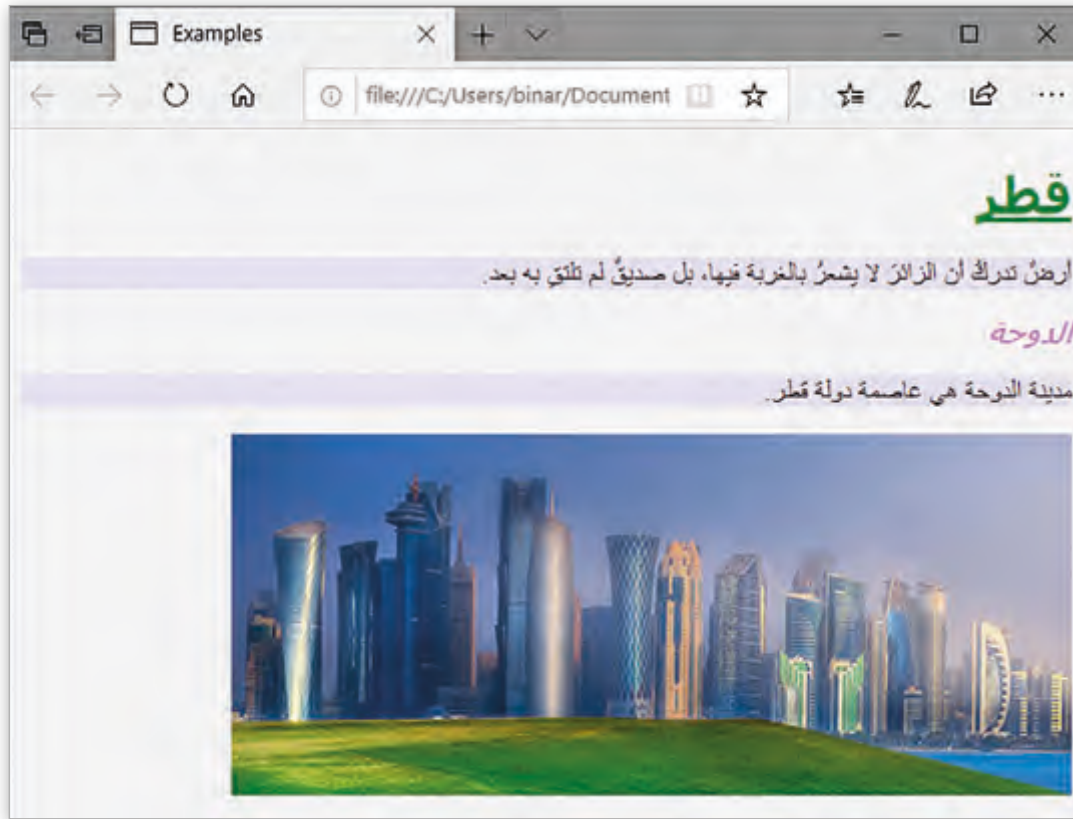 Examples
file:///C:/Users/binar/Document
قطر
أرضٌ تدركُ أن الزائرَ لا يشعرُ بالغربة فيها، بل صديقٌ لم تلتقِ به بعد.
الدوحة
مدينة الدوحة هي عاصمة دولة قطر.